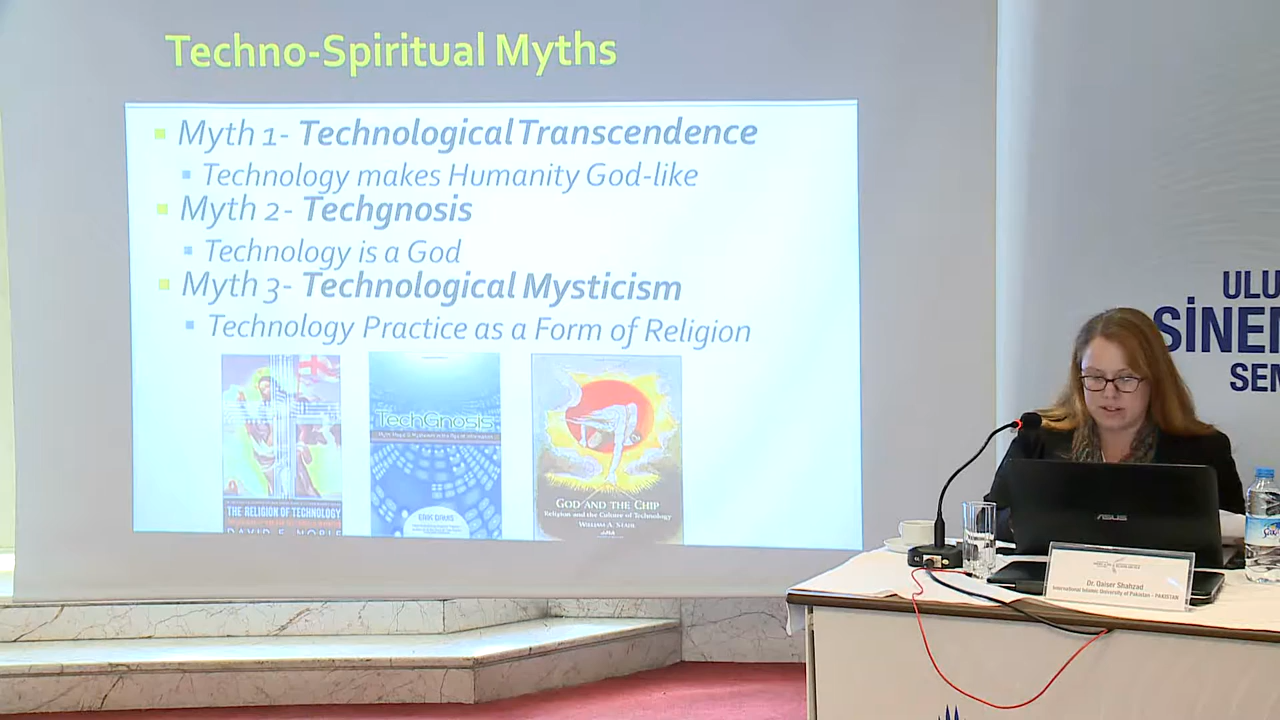 Techno-Spiritual Myths
Myth 1- Technological Transcendence
Technology makes Humanity God-like
Myth 2- Techgnosis
Technology is a God
Myth 3- Technological Mysticism
Technology Practice as a Form of Religion
THE RELIGION OF TECHNOLOGY
DAVID F. NOBLE
TECHGNOSIS
ERIK DAVIS
GOD AND THE CHIP
Religion and the Culture of Technology
WILLIAM A. STAHL
ULU
SİNE
SEM
ASUS
Dr. Qaiser Shahzad
International Islamic University of Pakistan - PAKISTAN